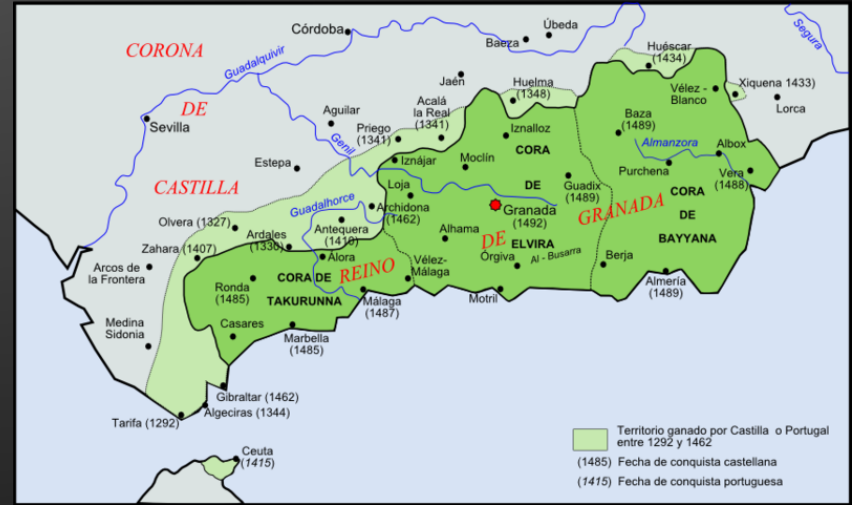 CORONA
DE
CASTILLA
Córdoba
Úbeda
Baeza
Guadalquivir
Segura
Huéscar
(1434)
Jaén
Huelma
(1348)
Vélez -
Blanco
Xiquena 1433)
Lorca
Sevilla
Aguilar
Acalá
la Real
(1341)
Priego
(1341)
Genil
Iznalloz
Baza
(1489)
Almanzora
Albox
Estepa
Iznájar
Moclín
CORA
DE
ELVIRA
Purchena
Vera
(1488)
Loja
Guadix
(1489)
CORA
DE
BAYYANA
Guadalhorce
Archidona
(1462)
Granada
(1492)
GRANADA
Olvera (1327)
Ardales
(1330)
Antequera
(1410)
Alhama
DE
Zahara (1407)
Álora
REINO
Vélez-
Málaga
Órgiva
Al - Busarra
Berja
Arcos de
la Frontera
Ronda
(1485)
CORA DE
TAKURUNNA
Málaga
(1487)
Motril
Almería
(1489)
Medina
Sidonia
Casares
Marbella
(1485)
Gibraltar (1462)
Algeciras (1344)
Tarifa (1292)
Ceuta
(1415)
Territorio ganado por Castilla o Portugal
entre 1292 y 1462
(1485) Fecha de conquista castellana
(1415) Fecha de conquista portuguesa